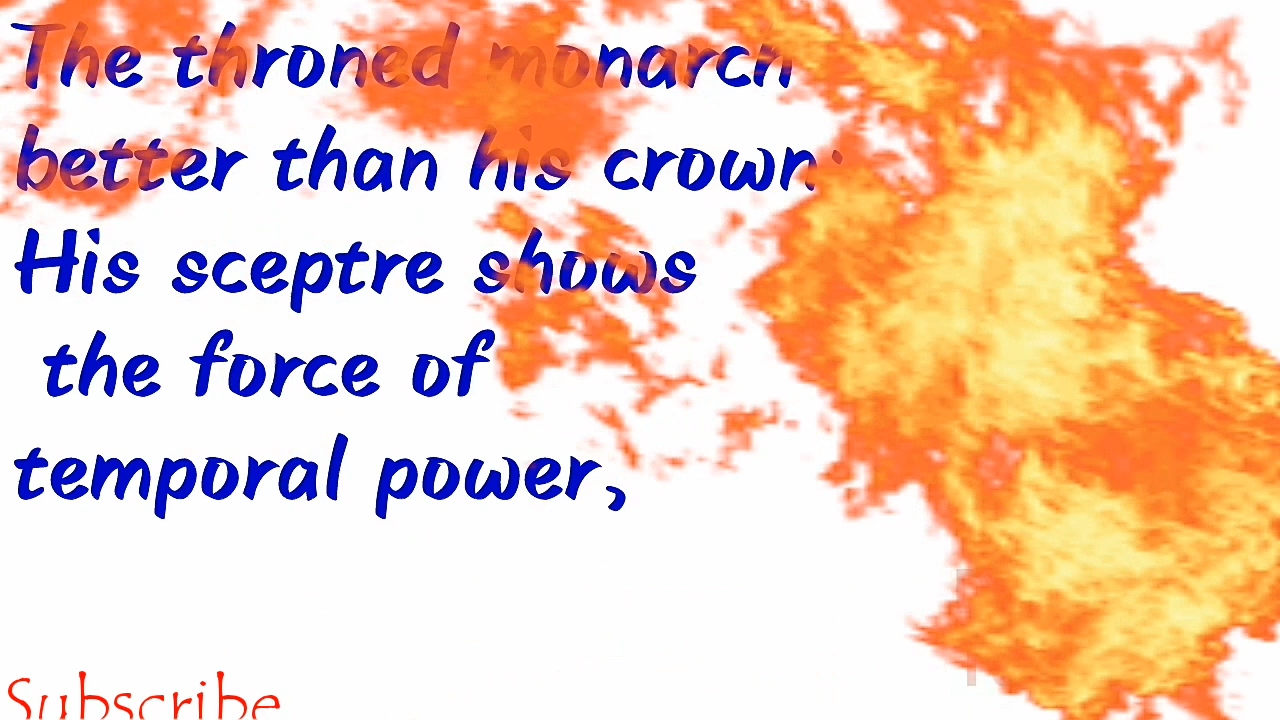 The throned monarch
better than his crown:
His sceptre shows
the force of
temporal power,
Subscribe